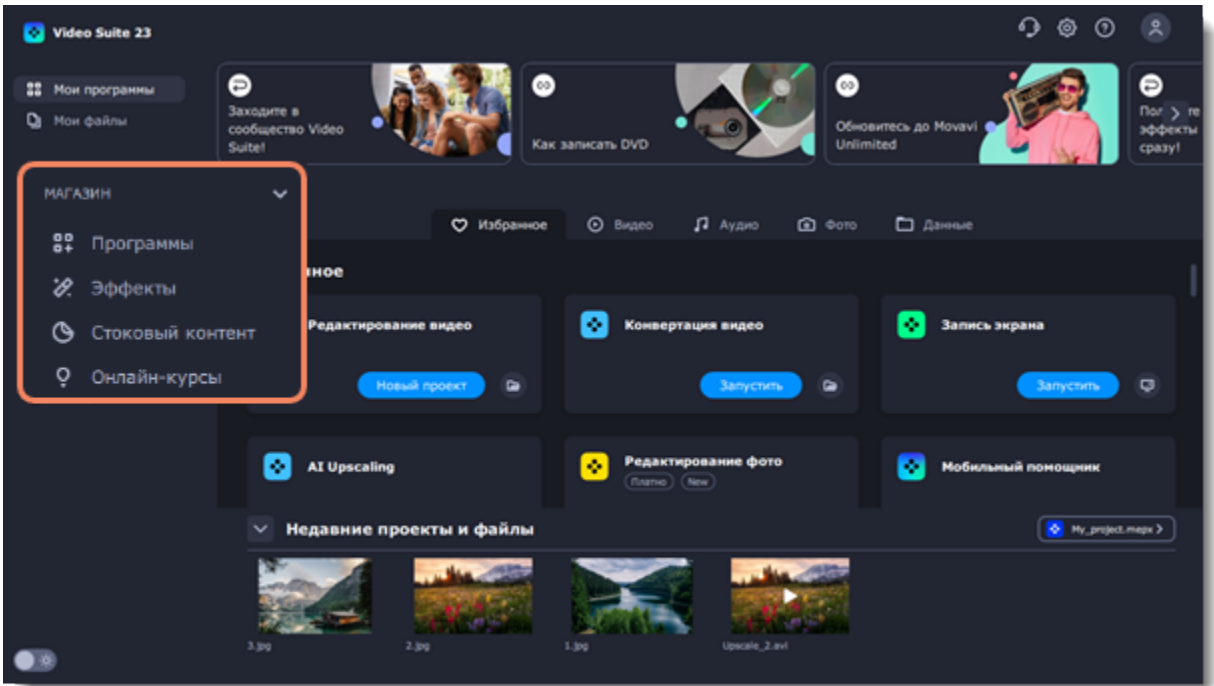 Video Suite 23
Мои программы
Мои файлы
Заходите в
сообщество Video
Suite!
Как записать DVD
Обновитесь до Movavi
Unlimited
эффекты
сразу!
МАГАЗИН
Программы
Эффекты
Стоковый контент
Онлайн-курсы
Избранное
Видео
Аудио
Фото
Данные
нное
Редактирование видео
Новый проект
Конвертация видео
Запустить
Запись экрана
Запустить
AI Upscaling
Редактирование фото
Платно
New
Мобильный помощник
Недавние проекты и файлы
My_project.mepx
3.jpg
2.jpg
1.jpg
Upscale_2.avi